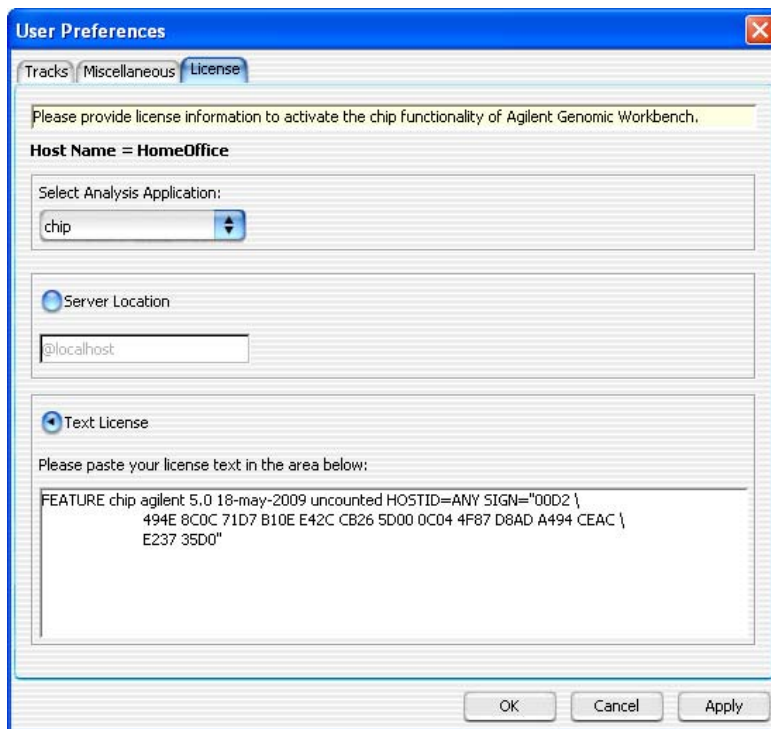 User Preferences
Tracks Miscellaneous License
Please provide license information to activate the chip functionality of Agilent Genomic Workbench.
Host Name = HomeOffice
Select Analysis Application:
chip
Server Location
@localhost
Text License
Please paste your license text in the area below:
FEATURE chip agilent 5.0 18-may-2009 uncounted HOSTID=ANY SIGN="00D2 \
494E 8C0C 71D7 B10E E42C CB26 5D00 0C04 4F87 D8AD A494 CEAC \
E237 35D0"
OK Cancel Apply